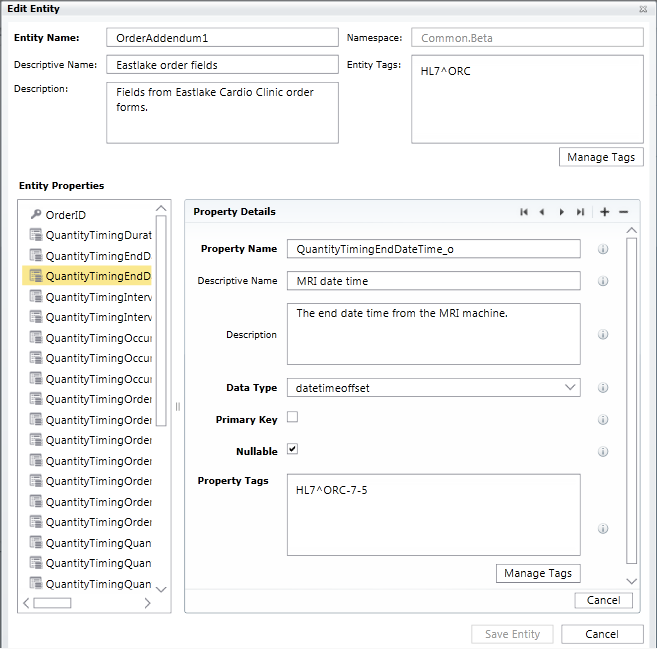 Edit Entity
Entity Name:
OrderAddendum1
Namespace:
Common.Beta
Descriptive Name:
Eastlake order fields
Entity Tags:
HL7^ORC
Description:
Fields from Eastlake Cardio Clinic order
forms.
Manage Tags
Entity Properties
OrderID
QuantityTimingDurat
QuantityTimingEndD
QuantityTimingEndD
QuantityTimingInterv
QuantityTimingInterv
QuantityTimingOccur
QuantityTimingOccur
QuantityTimingOccur
QuantityTimingOrder
QuantityTimingOrder
QuantityTimingOrder
QuantityTimingOrder
QuantityTimingOrder
QuantityTimingOrder
QuantityTimingOrder
QuantityTimingQuan
QuantityTimingQuan
QuantityTimingQuan
Property Details
Property Name
QuantityTimingEndDateTime_o
Descriptive Name
MRI date time
Description
The end date time from the MRI machine.
Data Type
datetimeoffset
Primary Key
Nullable
Property Tags
HL7^ORC-7-5
Manage Tags
Cancel
Save Entity
Cancel